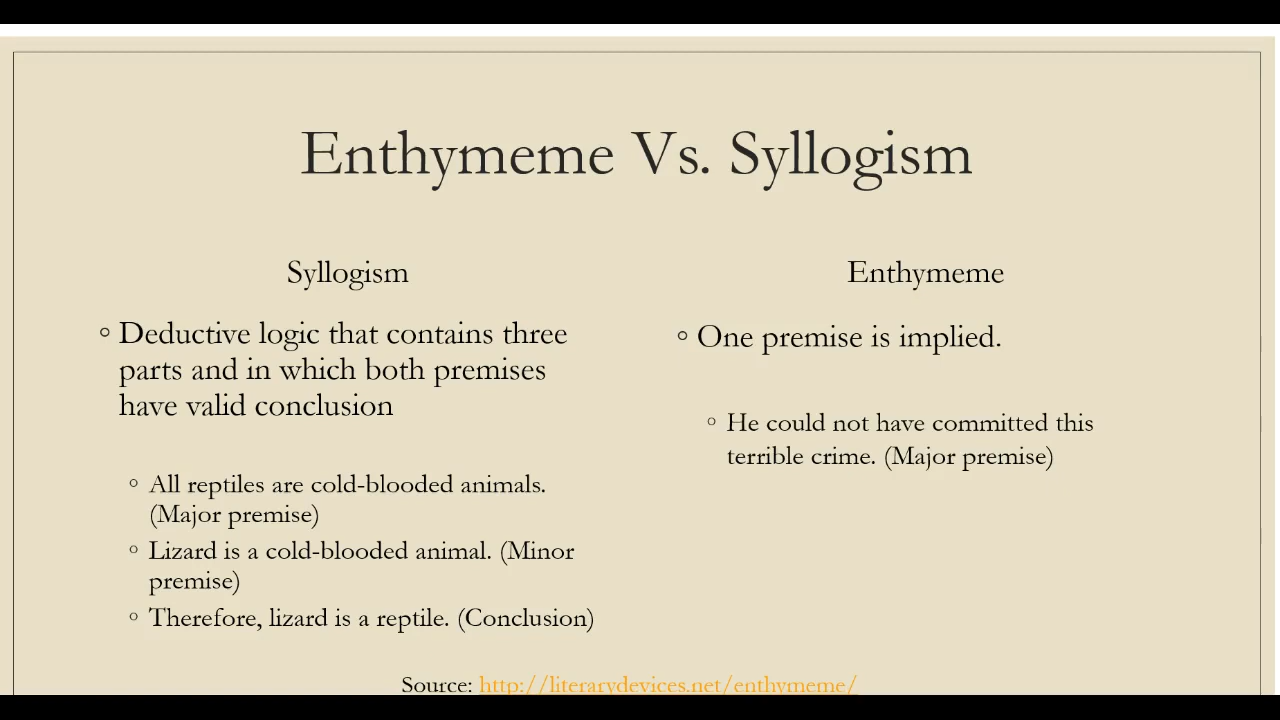 Enthymeme Vs. Syllogism
Syllogism
◦ Deductive logic that contains three
parts and in which both premises
have valid conclusion
◦ All reptiles are cold-blooded animals.
(Major premise)
◦ Lizard is a cold-blooded animal. (Minor
premise)
◦ Therefore, lizard is a reptile. (Conclusion)
Enthymeme
◦ One premise is implied.
◦ He could not have committed this
terrible crime. (Major premise)
Source: http://literarydevices.net/enthymeme/